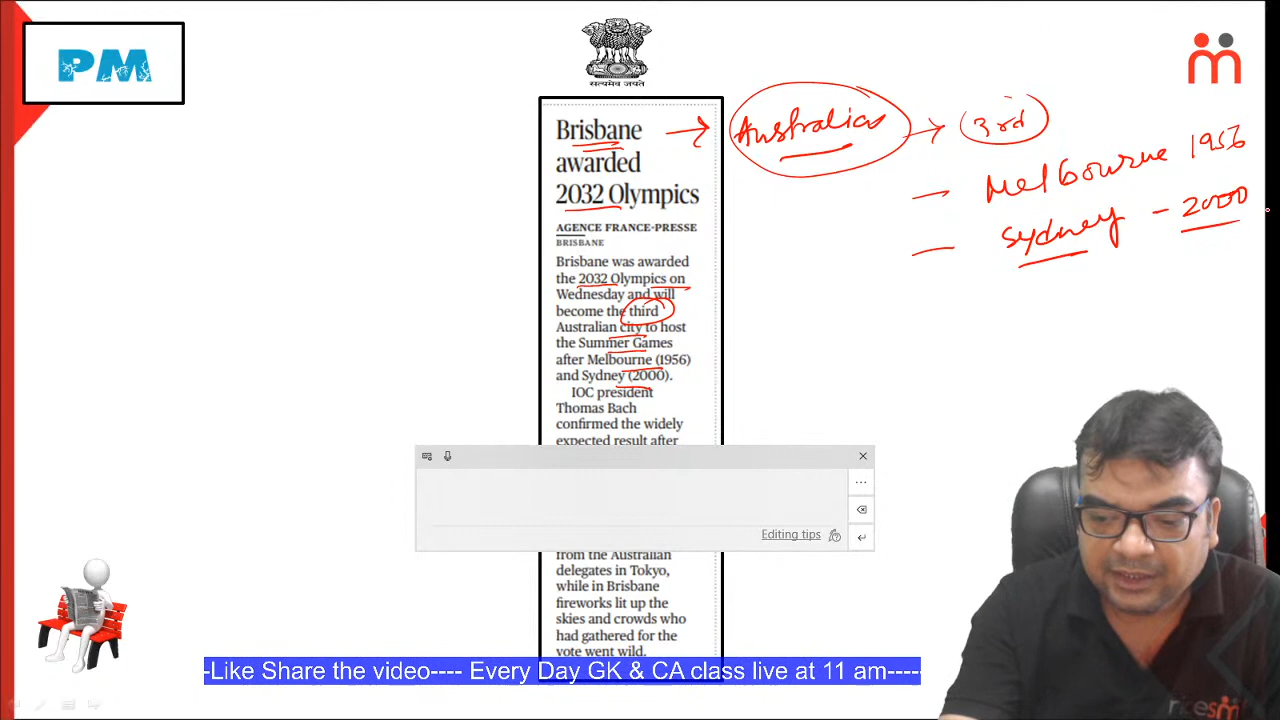 PM
सत्यमेव जयते
Brisbane
awarded
2032 Olympics
AGENCE FRANCE-PRESSE
BRISBANE
Brisbane was awarded
the 2032 Olympics on
Wednesday and will
become the third
Australian city to host
the Summer Games
after Melbourne (1956)
and Sydney (2000).
IOC president
Thomas Bach
confirmed the widely
expected result after
Editing tips
from the Australian
delegates in Tokyo,
while in Brisbane
fireworks lit up the
skies and crowds who
had gathered for the
vote went wild.
Australia
3rd
Melbourne 1956
Sydney - 2000
-Like Share the video---- Every Day GK & CA class live at 11 am----